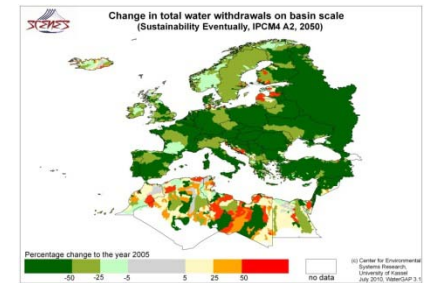 SCENES
Change in total water withdrawals on basin scale
(Sustainability Eventually, IPCM4 A2, 2050)
Percentage change to the year 2005
-50 -25 -5 5 25 50
no data
(c) Center for Environmental
Systems Research,
University of Kassel
July 2010, WaterGAP 3.1